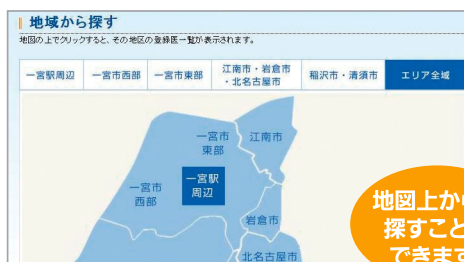 地域から探す
地図の上でクリックすると、その地区の登録医一覧が表示されます。
一宮駅周辺
一宮市西部
一宮市東部
江南市・岩倉市
・北名古屋市
稲沢市・清須市
エリア全域
一宮市
東部
江南市
一宮駅
周辺
一宮市
西部
岩倉市
北名古屋市
地図上から
探すこと
できます